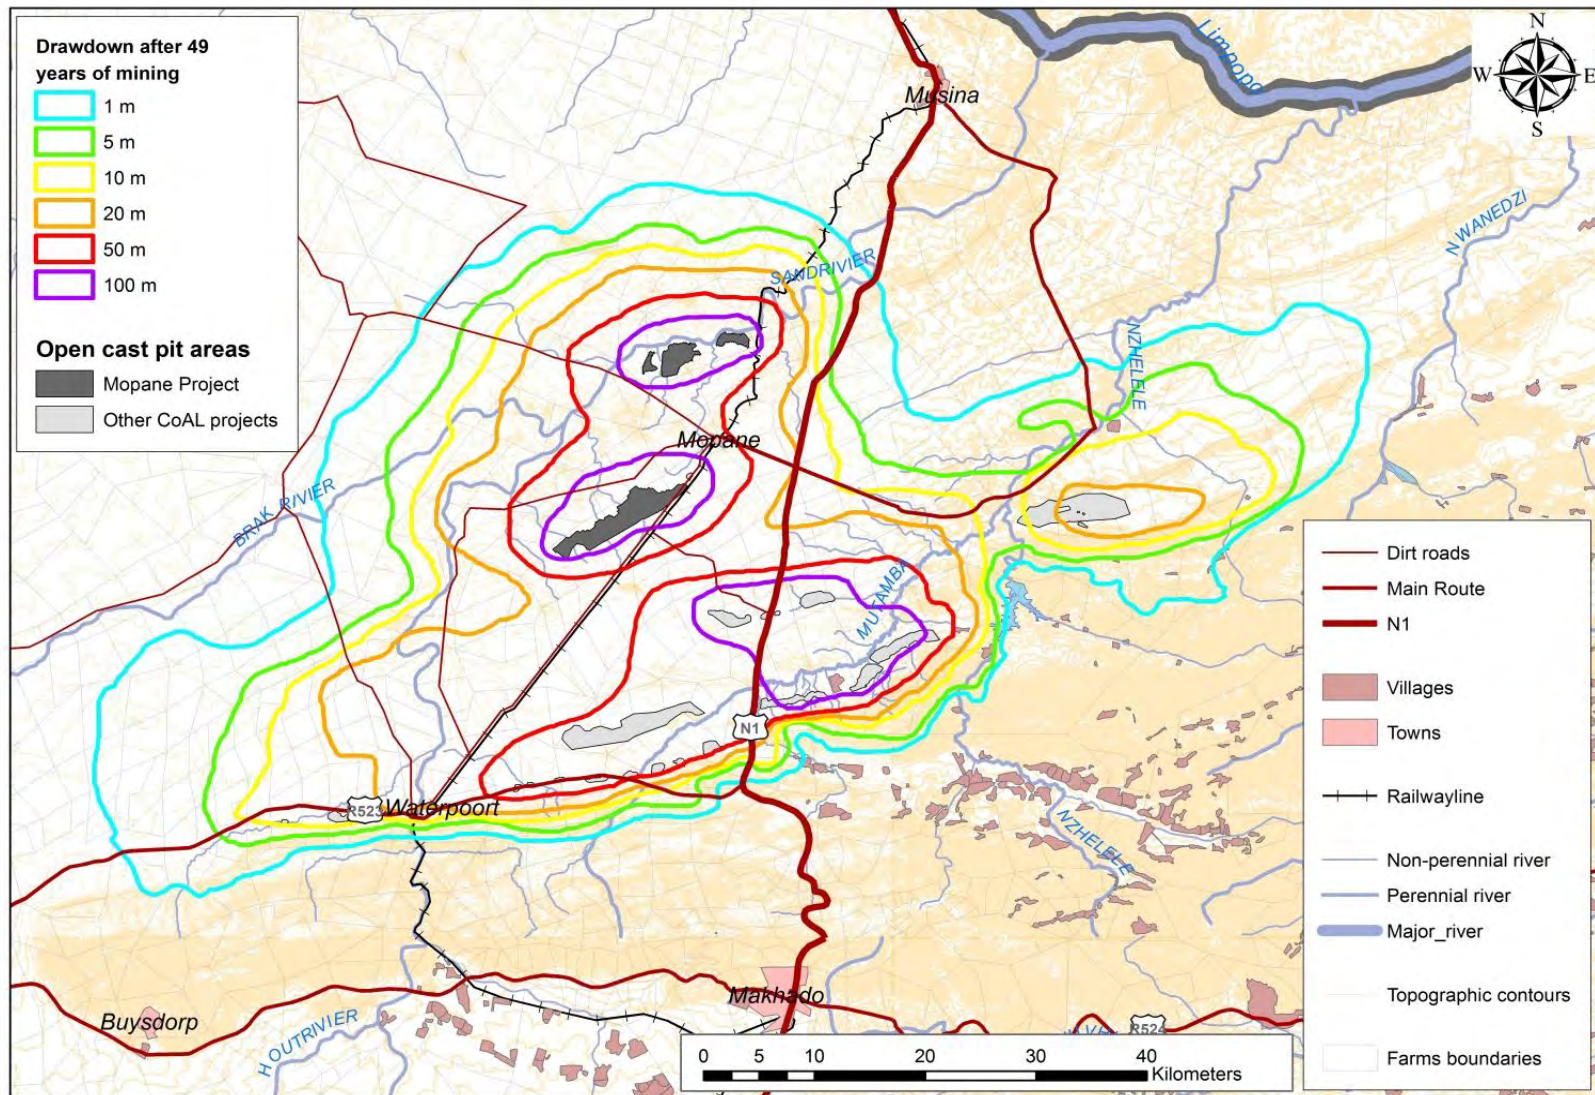 Drawdown after 49
years of mining
1 m
5 m
10 m
20 m
50 m
100 m
Open cast pit areas
Mopane Project
Other CoAL projects
Limpopo
N
W
E
S
Musina
NWANEDZI
SANDRIVIER
NZHELELE
Mopane
BRAK RIVIER
MUTAMBA
N1
R523
Waterpoort
NZHELELE
Makhado
Buysdorp
HOUTRIVIER
R524
Dirt roads
Main Route
N1
Villages
Towns
Railwayline
Non-perennial river
Perennial river
Major_river
Topographic contours
Farms boundaries
0 5 10 20 30 40
Kilometers